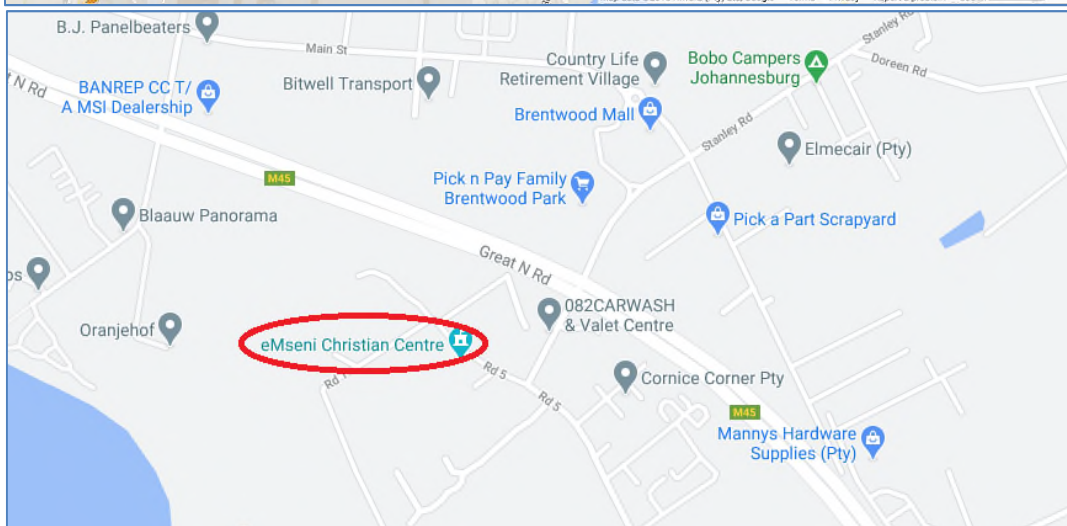 B.J. Panelbeaters
Main St
Stanley Rd
Country Life
Retirement Village
Bobo Campers
Johannesburg
Doreen Rd
t N Rd
BANREP CC T/
A MSI Dealership
Bitwell Transport
Brentwood Mall
Stanley Rd
Elmecair (Pty)
M45
Pick n Pay Family
Brentwood Park
Blaauw Panorama
Pick a Part Scrapyard
Great N Rd
os
082CARWASH
& Valet Centre
Oranjehof
eMseni Christian Centre
Rd 5
Rd 1
Cornice Corner Pty
Rd 5
M45
Mannys Hardware
Supplies (Pty)